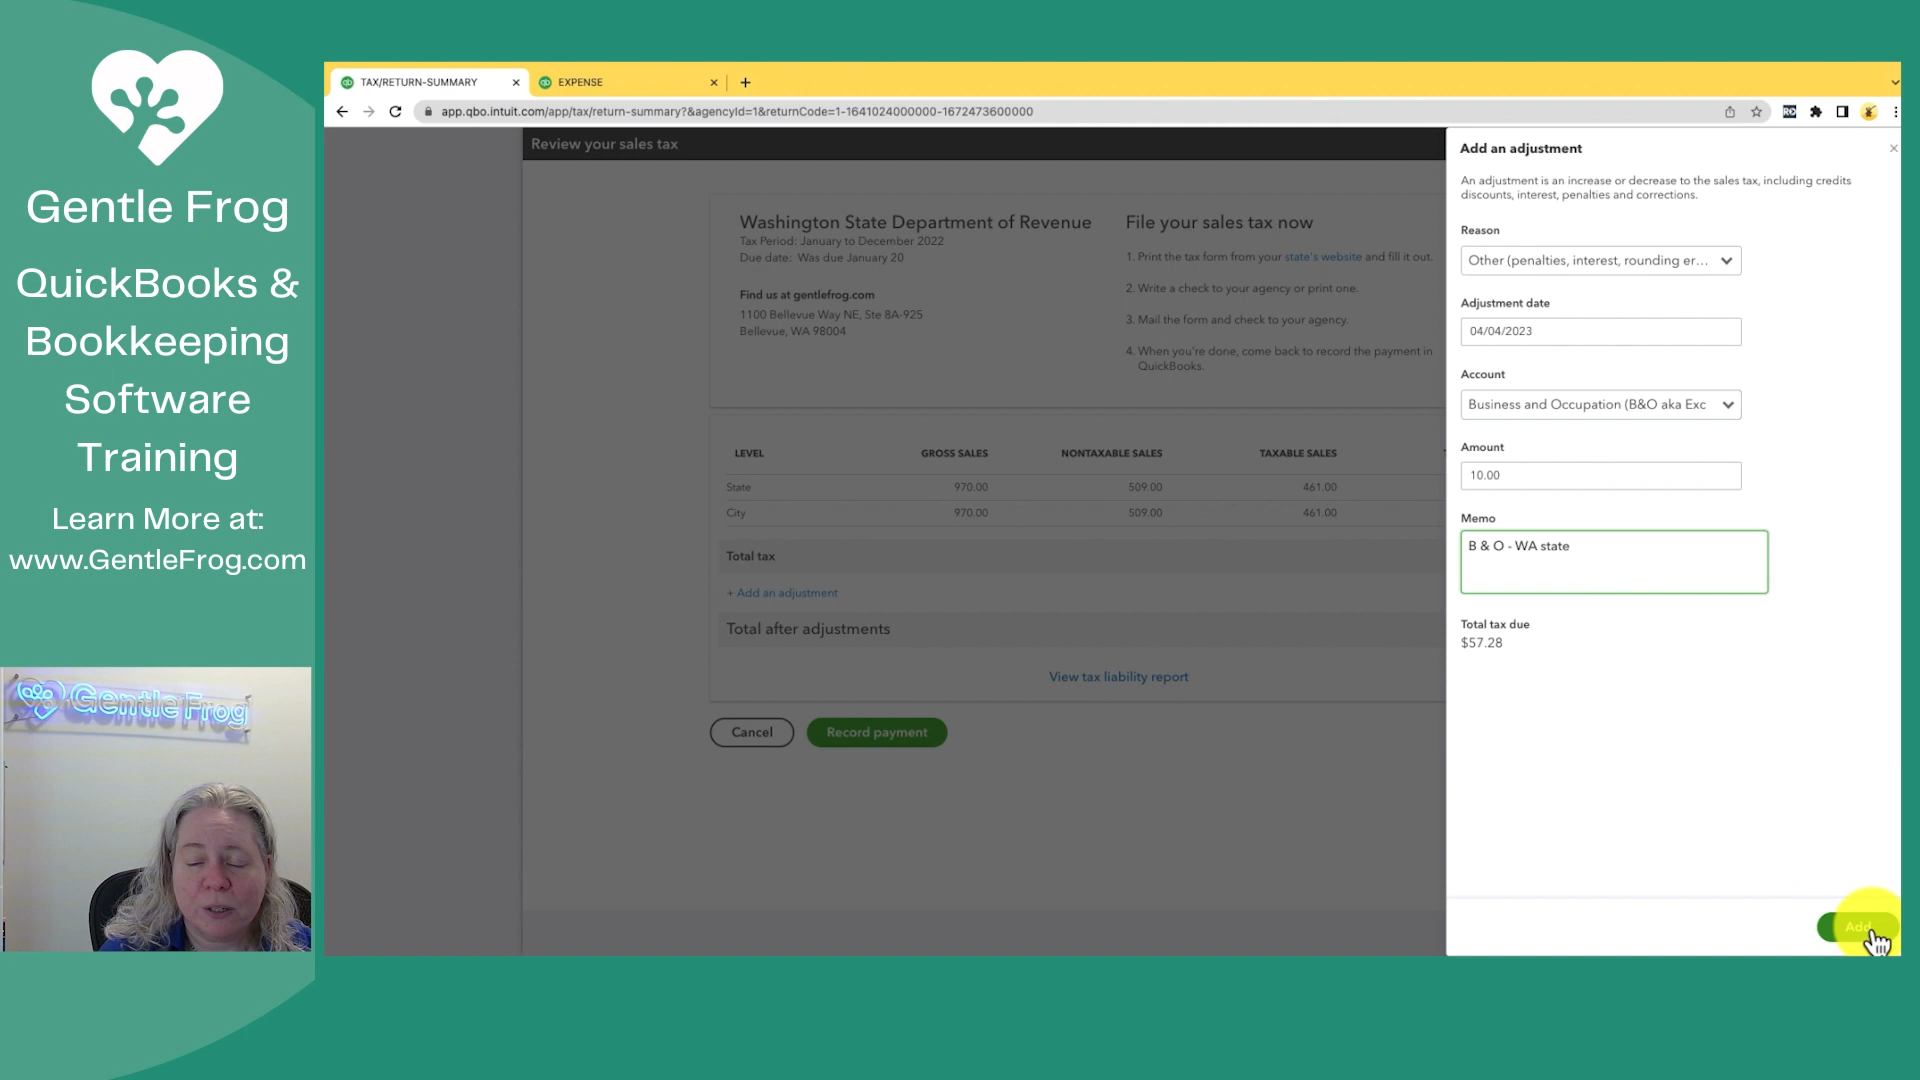 Gentle Frog
QuickBooks &
Bookkeeping
Software
Training
Learn More at:
www.GentleFrog.com
Gentle Frog
TAX/RETURN-SUMMARY
EXPENSE
app.qbo.intuit.com/app/tax/return-summary?&agencyId=1&returnCode=1-1641024000000-1672473600000
Review your sales tax
Washington State Department of Revenue
Tax Period: January to December 2022
Due date: Was due January 20
Find us at gentlefrog.com
1100 Bellevue Way NE, Ste 8A-925
Bellevue, WA 98004
File your sales tax now
1. Print the tax form from your state's website and fill it out.
2. Write a check to your agency or print one.
3. Mail the form and check to your agency.
4. When you're done, come back to record the payment in
QuickBooks.
LEVEL GROSS SALES NONTAXABLE SALES TAXABLE SALES
State 970.00 509.00 461.00
City 970.00 509.00 461.00
Total tax
+ Add an adjustment
Total after adjustments
View tax liability report
Cancel Record payment
Add an adjustment
An adjustment is an increase or decrease to the sales tax, including credits
discounts, interest, penalties and corrections.
Reason
Other (penalties, interest, rounding er...
Adjustment date
04/04/2023
Account
Business and Occupation (B&O aka Exc
Amount
10.00
Memo
B & O - WA state
Total tax due
$57.28
Add